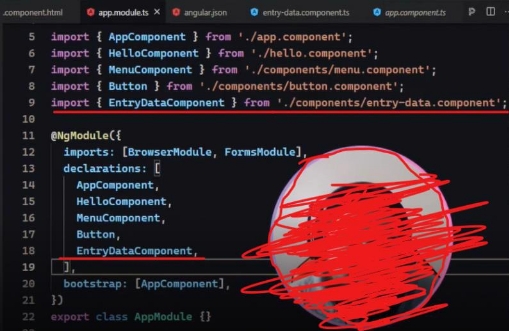 .component.html app.module.ts × angular.json entry-data.component.ts app.component.ts
5 import { AppComponent } from './app.component';
6 import { HelloComponent } from './hello.component';
7 import { MenuComponent } from './components/menu.component';
8 import { Button } from './components/button.component';
9 import { EntryDataComponent } from './components/entry-data.component';
10
11 @NgModule({
12 imports: [BrowserModule, FormsModule],
13 declarations: [
14 AppComponent,
15 HelloComponent,
16 MenuComponent,
17 Button,
18 EntryDataComponent,
19 ],
20 bootstrap: [AppComponent],
21 })
22 export class AppModule {}